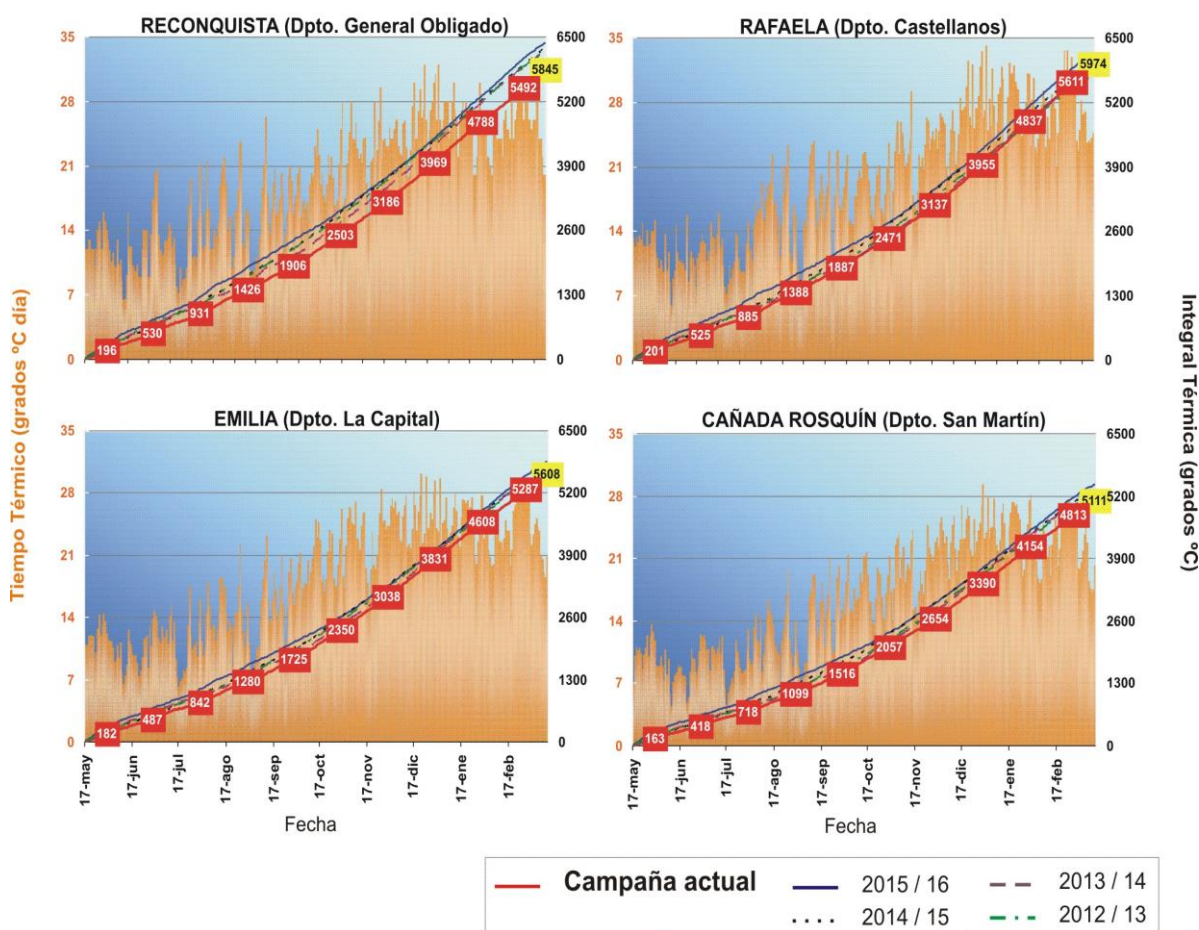 RECONQUISTA (Dpto. General Obligado)
35
28
21
14
7
0
6500
5200
3900
2600
1300
0
196
530
931
1426
1906
2503
3186
3969
4788
5492
5845
RAFAELA (Dpto. Castellanos)
35
28
21
14
7
0
6500
5200
3900
2600
1300
0
201
525
885
1388
1887
2471
3137
3955
4837
5611
5974
Tiempo Térmico (grados ºC día)
Integral Térmica (grados ºC)
EMILIA (Dpto. La Capital)
35
28
21
14
7
0
6500
5200
3900
2600
1300
0
182
487
842
1280
1725
2350
3038
3831
4608
5287
5608
17-may
17-jun
17-jul
17-ago
17-sep
17-oct
17-nov
17-dic
17-ene
17-feb
Fecha
CAÑADA ROSQUÍN (Dpto. San Martín)
35
28
21
14
7
0
6500
5200
3900
2600
1300
0
163
418
718
1099
1516
2057
2654
3390
4154
4813
5111
17-may
17-jun
17-jul
17-ago
17-sep
17-oct
17-nov
17-dic
17-ene
17-feb
Fecha
Campaña actual
2015 / 16
2013 / 14
2014 / 15
2012 / 13